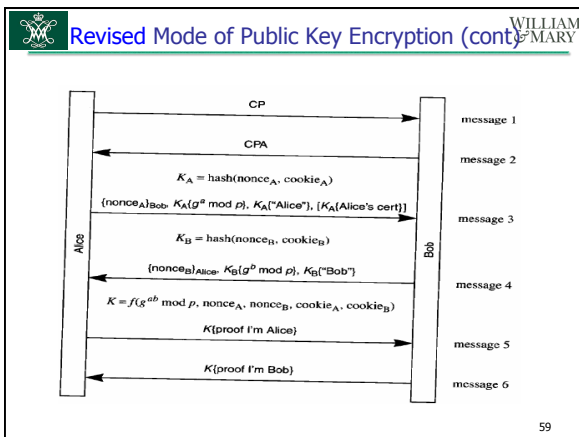 Revised Mode of Public Key Encryption (cont)
WILLIAM
& MARY
CP
message 1
CPA
message 2
K_A = hash(nonce_A, cookie_A)
{nonce_A}_Bob, K_A{g^a mod p}, K_A{"Alice"}, [K_A{Alice's cert}]
message 3
Alice
Bob
K_B = hash(nonce_B, cookie_B)
{nonce_B}_Alice, K_B{g^b mod p}, K_B{"Bob"}
message 4
K = f(g^ab mod p, nonce_A, nonce_B, cookie_A, cookie_B)
K{proof I'm Alice}
message 5
K{proof I'm Bob}
message 6
59